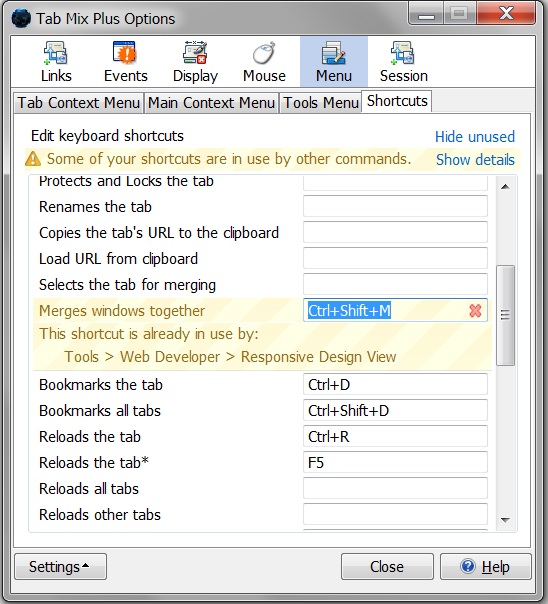 Tab Mix Plus Options
Links Events Display Mouse Menu Session
Tab Context Menu Main Context Menu Tools Menu Shortcuts
Edit keyboard shortcuts Hide unused
Some of your shortcuts are in use by other commands. Show details
Protects and Locks the tab
Renames the tab
Copies the tab's URL to the clipboard
Load URL from clipboard
Selects the tab for merging
Merges windows together Ctrl+Shift+M
This shortcut is already in use by:
Tools > Web Developer > Responsive Design View
Bookmarks the tab Ctrl+D
Bookmarks all tabs Ctrl+Shift+D
Reloads the tab Ctrl+R
Reloads the tab* F5
Reloads all tabs
Reloads other tabs
Settings Close Help